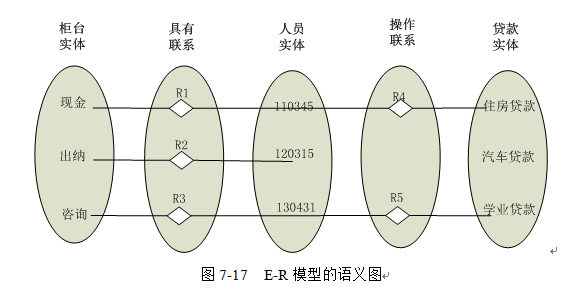 柜台 具有 人员 操作 贷款
实体 联系 实体 联系 实体
现金 R1 110345 R4 住房贷款
出纳 R2 120315 汽车贷款
咨询 R3 130431 R5 学业贷款
图 7-17 E-R 模型的语义图